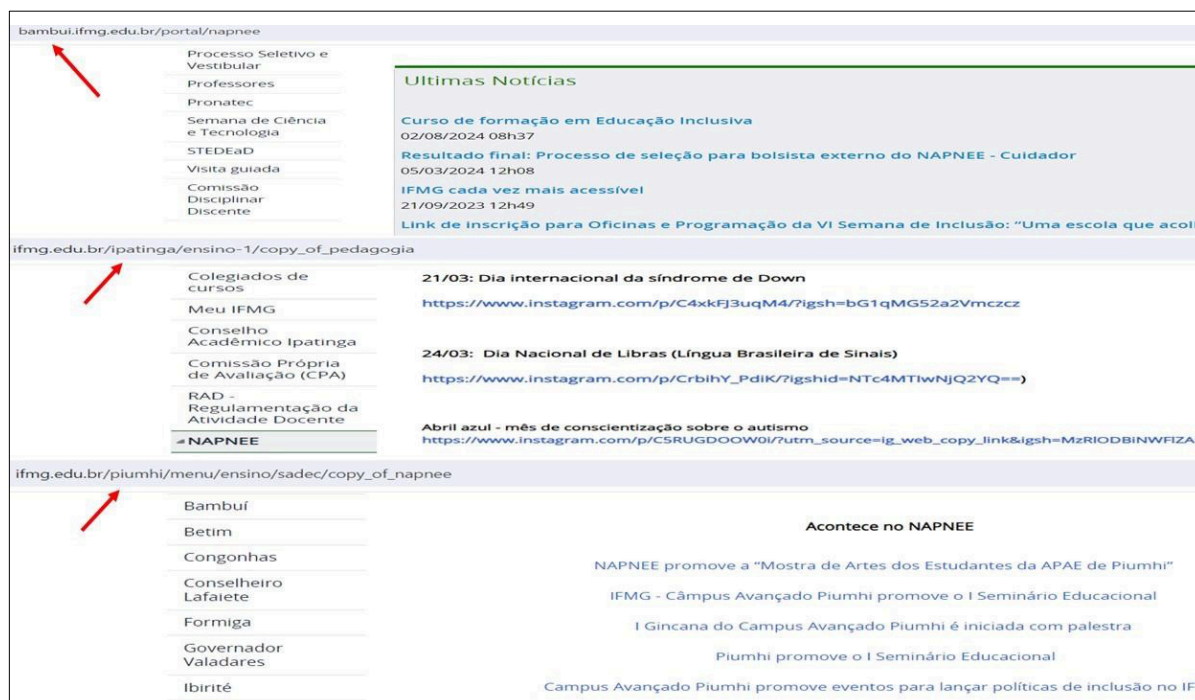 bambui.ifmg.edu.br/portal/napnee
Processo Seletivo e
Vestibular
Professores
Pronatec
Semana de Ciência
e Tecnologia
STEDEaD
Visita guiada
Comissão
Disciplinar
Discente
Ultimas Notícias
Curso de formação em Educação Inclusiva
02/08/2024 08h37
Resultado final: Processo de seleção para bolsista externo do NAPNEE - Cuidador
05/03/2024 12h08
IFMG cada vez mais acessível
21/09/2023 12h49
Link de inscrição para Oficinas e Programação da VI Semana de Inclusão: “Uma escola que acol
ifmg.edu.br/ipatinga/ensino-1/copy_of_pedagogia
Colegiados de
cursos
Meu IFMG
Conselho
Acadêmico Ipatinga
Comissão Própria
de Avaliação (CPA)
RAD -
Regulamentação da
Atividade Docente
NAPNEE
21/03: Dia internacional da síndrome de Down
https://www.instagram.com/p/C4xkFJ3uqM4/?igsh=bG1qMG52a2Vmczcz
24/03: Dia Nacional de Libras (Língua Brasileira de Sinais)
https://www.instagram.com/p/CrbihY_PdiK/?igshid=NTc4MTIwNjQ2YQ==)
Abril azul - mês de conscientização sobre o autismo
https://www.instagram.com/p/C5RUGDOOW0i/?utm_source=ig_web_copy_link&igsh=MzRlODBiNWFlZA
ifmg.edu.br/piumhi/menu/ensino/sadec/copy_of_napnee
Bambuí
Betim
Congonhas
Conselheiro
Lafaiete
Formiga
Governador
Valadares
Ibirité
Acontece no NAPNEE
NAPNEE promove a “Mostra de Artes dos Estudantes da APAE de Piumhi”
IFMG - Câmpus Avançado Piumhi promove o I Seminário Educacional
I Gincana do Campus Avançado Piumhi é iniciada com palestra
Piumhi promove o I Seminário Educacional
Campus Avançado Piumhi promove eventos para lançar políticas de inclusão no IF